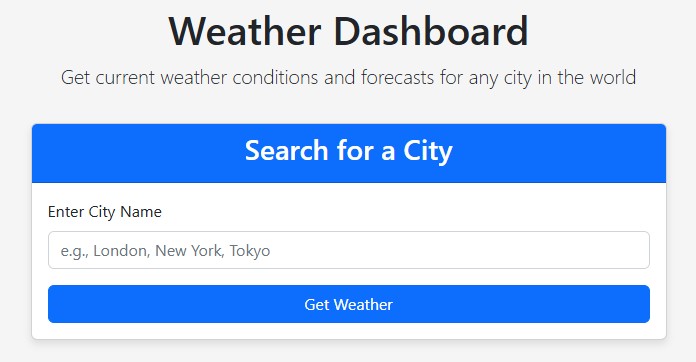 Weather Dashboard
Get current weather conditions and forecasts for any city in the world
Search for a City
Enter City Name
e.g., London, New York, Tokyo
Get Weather